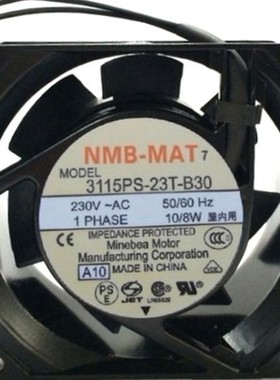 NMB-MAT 7
MODEL
3115PS-23T-B30
230V ~AC 50/60 Hz
1 PHASE 10/8W 屋内用
IMPEDANCE PROTECTED
Minebea Motor
Manufacturing Corporation
A10 MADE IN CHINA
PS
E
JET